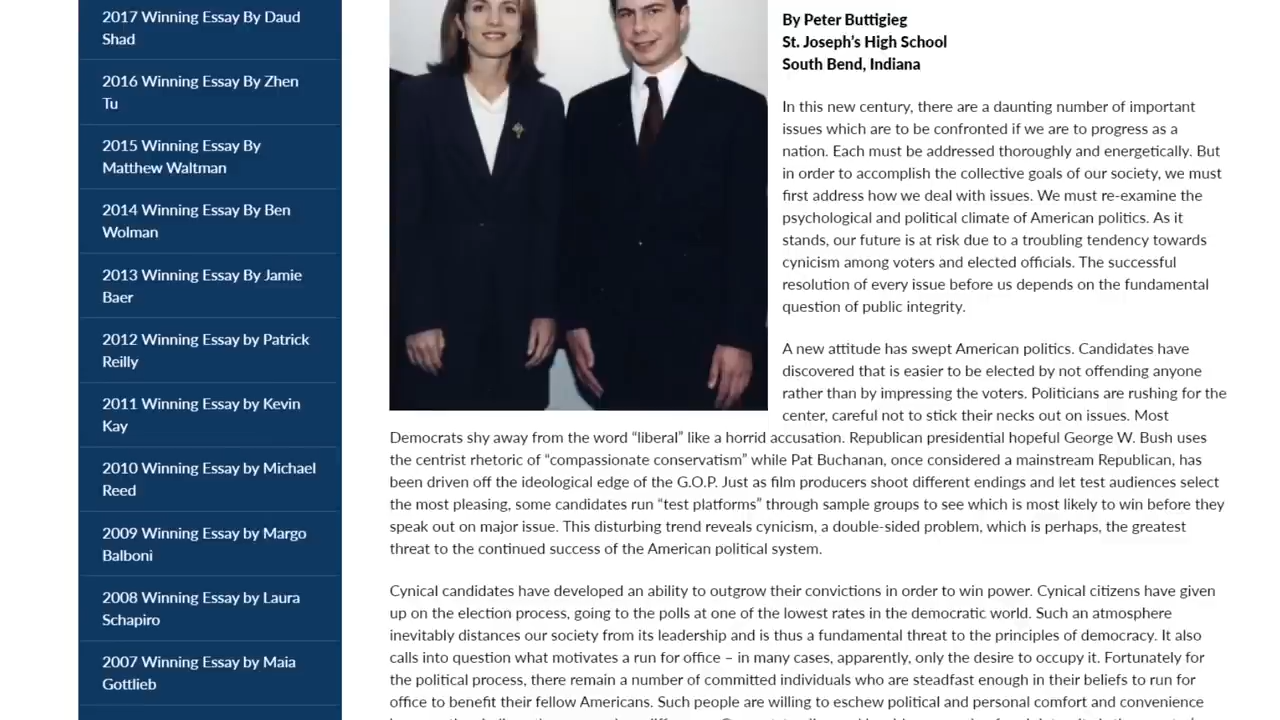 2017 Winning Essay By Daud
Shad
2016 Winning Essay By Zhen
Tu
2015 Winning Essay By
Matthew Waltman
2014 Winning Essay By Ben
Wolman
2013 Winning Essay By Jamie
Baer
2012 Winning Essay by Patrick
Reilly
2011 Winning Essay by Kevin
Kay
2010 Winning Essay by Michael
Reed
2009 Winning Essay by Margo
Balboni
2008 Winning Essay by Laura
Schapiro
2007 Winning Essay by Maia
Gottlieb
By Peter Buttigieg
St. Joseph's High School
South Bend, Indiana
In this new century, there are a daunting number of important
issues which are to be confronted if we are to progress as a
nation. Each must be addressed thoroughly and energetically. But
in order to accomplish the collective goals of our society, we must
first address how we deal with issues. We must re-examine the
psychological and political climate of American politics. As it
stands, our future is at risk due to a troubling tendency towards
cynicism among voters and elected officials. The successful
resolution of every issue before us depends on the fundamental
question of public integrity.
A new attitude has swept American politics. Candidates have
discovered that is easier to be elected by not offending anyone
rather than by impressing the voters. Politicians are rushing for the
center, careful not to stick their necks out on issues. Most
Democrats shy away from the word “liberal” like a horrid accusation. Republican presidential hopeful George W. Bush uses
the centrist rhetoric of “compassionate conservatism” while Pat Buchanan, once considered a mainstream Republican, has
been driven off the ideological edge of the G.O.P. Just as film producers shoot different endings and let test audiences select
the most pleasing, some candidates run “test platforms” through sample groups to see which is most likely to win before they
speak out on major issue. This disturbing trend reveals cynicism, a double-sided problem, which is perhaps, the greatest
threat to the continued success of the American political system.
Cynical candidates have developed an ability to outgrow their convictions in order to win power. Cynical citizens have given
up on the election process, going to the polls at one of the lowest rates in the democratic world. Such an atmosphere
inevitably distances our society from its leadership and is thus a fundamental threat to the principles of democracy. It also
calls into question what motivates a run for office – in many cases, apparently, only the desire to occupy it. Fortunately for
the political process, there remain a number of committed individuals who are steadfast enough in their beliefs to run for
office to benefit their fellow Americans. Such people are willing to eschew political and personal comfort and convenience